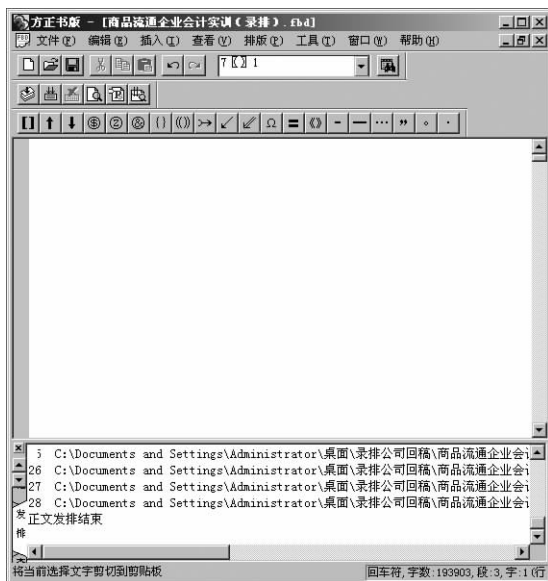 方正书版 - [商品流通企业会计实训(录排).fbd]
文件(F) 编辑(E) 插入(I) 查看(V) 排版(P) 工具(T) 窗口(W) 帮助(H)
7〖〗1
[] ↑ ↓ ⑤ ② & {} (()) Ω = 《》 - — … ” 。 ·
5 C:\Documents and Settings\Administrator\桌面\录排公司回稿\商品流通企业会计
26 C:\Documents and Settings\Administrator\桌面\录排公司回稿\商品流通企业会计
27 C:\Documents and Settings\Administrator\桌面\录排公司回稿\商品流通企业会计
28 C:\Documents and Settings\Administrator\桌面\录排公司回稿\商品流通企业会计
正文发排结束
发排
将当前选择文字剪切到剪贴板 回车符,字数:193903,段:3,字:1(行